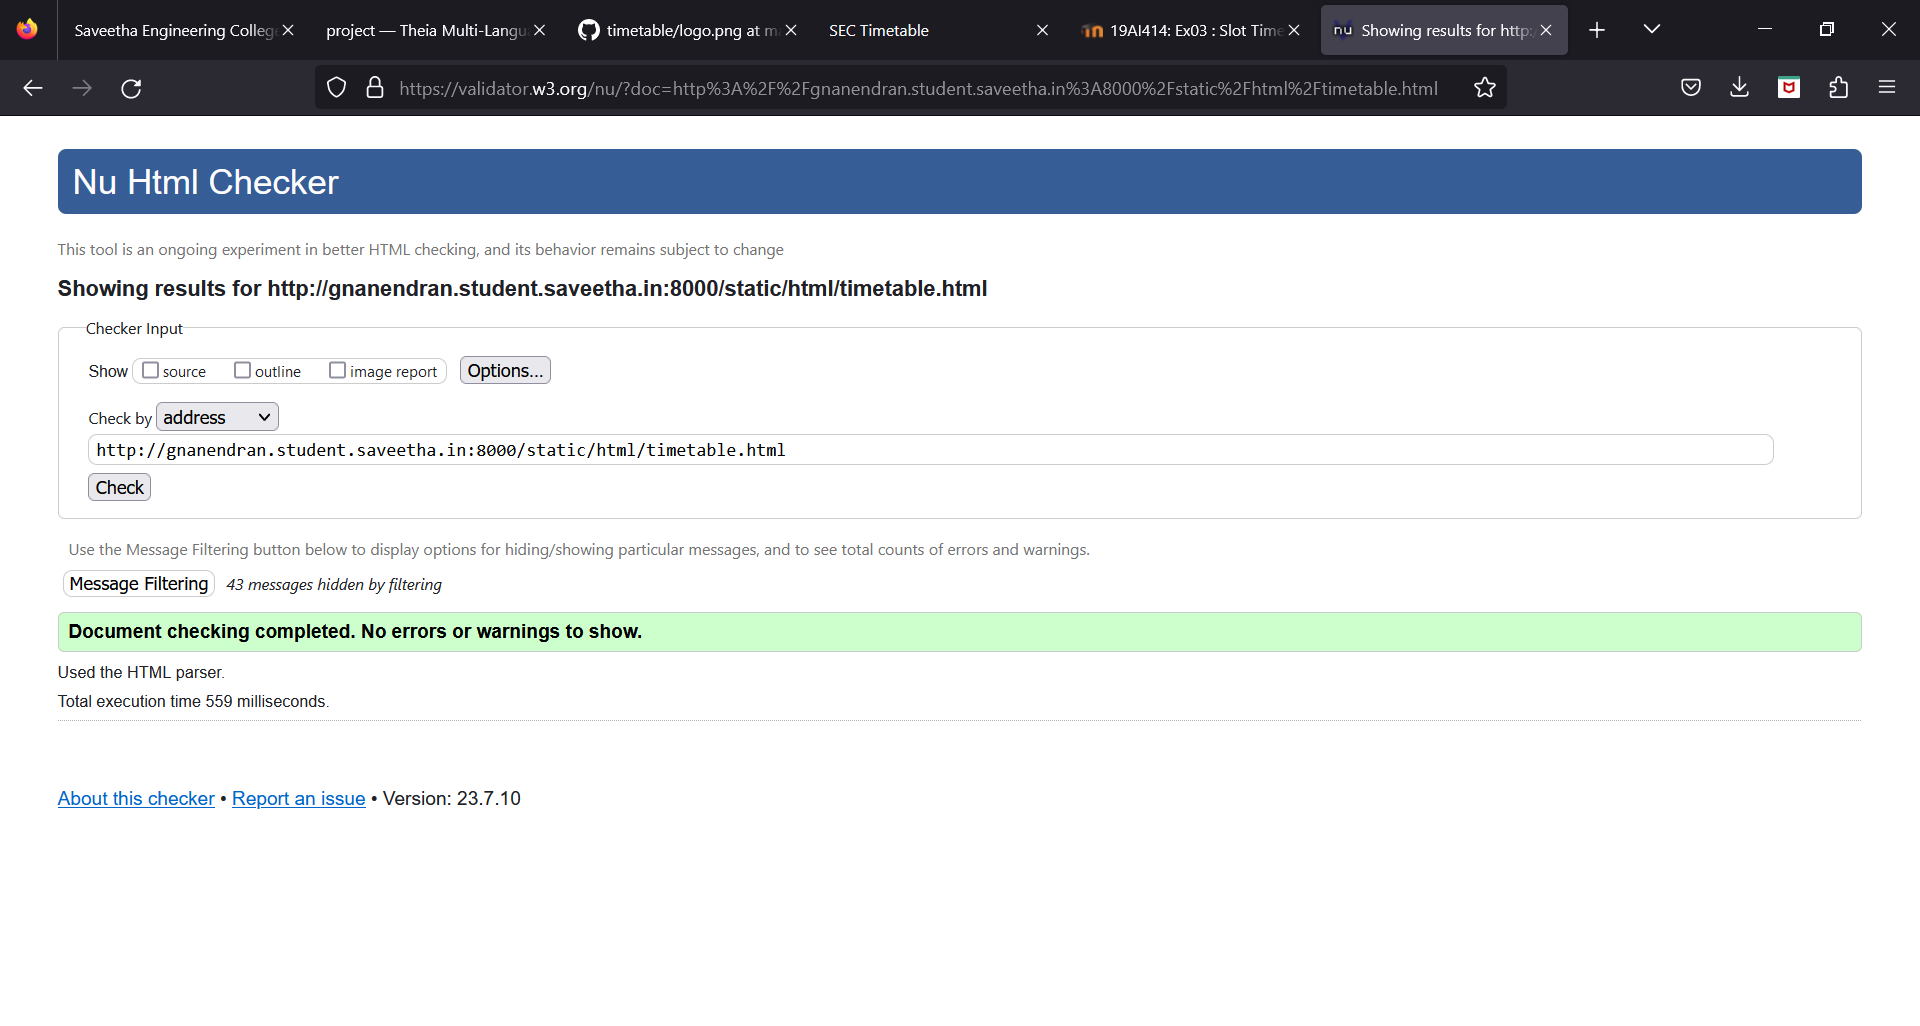 Saveetha Engineering College
project — Theia Multi-Langu
timetable/logo.png at m
SEC Timetable
19AI414: Ex03 : Slot Time
nu Showing results for http:
https://validator.w3.org/nu/?doc=http%3A%2F%2Fgnanendran.student.saveetha.in%3A8000%2Fstatic%2Fhtml%2Ftimetable.html
Nu Html Checker
This tool is an ongoing experiment in better HTML checking, and its behavior remains subject to change
Showing results for http://gnanendran.student.saveetha.in:8000/static/html/timetable.html
Checker Input
Show source outline image report Options...
Check by address
http://gnanendran.student.saveetha.in:8000/static/html/timetable.html
Check
Use the Message Filtering button below to display options for hiding/showing particular messages, and to see total counts of errors and warnings.
Message Filtering 43 messages hidden by filtering
Document checking completed. No errors or warnings to show.
Used the HTML parser.
Total execution time 559 milliseconds.
About this checker • Report an issue • Version: 23.7.10